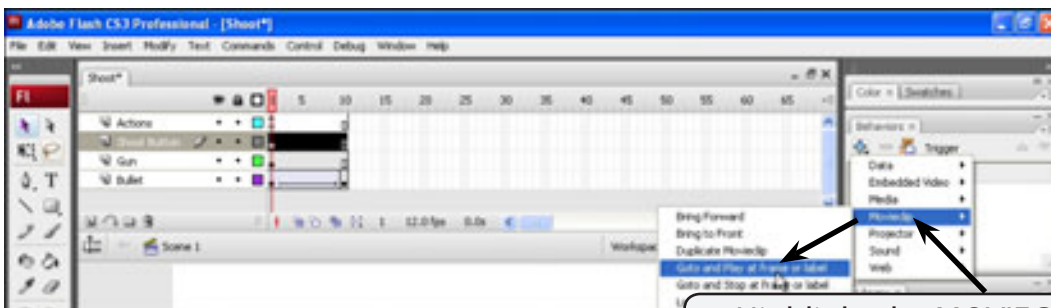 Adobe Flash CS3 Professional - [Shoot*]
File Edit View Insert Modify Text Commands Control Debug Window Help
Shoot*
Fl
5 10 15 20 25 30 35 40 45 50 55 60 65
Actions
Shoot Button
Gun
Bullet
1 12.0 fps 0.0s
Scene 1
Color × Swatches
Behaviors ×
Trigger
Data
Embedded Video
Media
Movieclip
Projector
Sound
Web
Bring Forward
Bring to Front
Duplicate Movieclip
Goto and Play at frame or label
Goto and Stop at frame or label